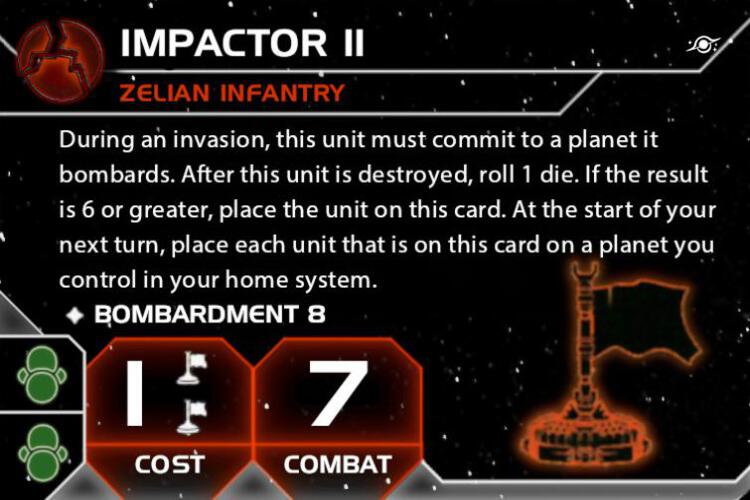 IMPACTOR II
ZELIAN INFANTRY
During an invasion, this unit must commit to a planet it
bombards. After this unit is destroyed, roll 1 die. If the result
is 6 or greater, place the unit on this card. At the start of your
next turn, place each unit that is on this card on a planet you
control in your home system.
BOMBARDMENT 8
1
7
COST
COMBAT